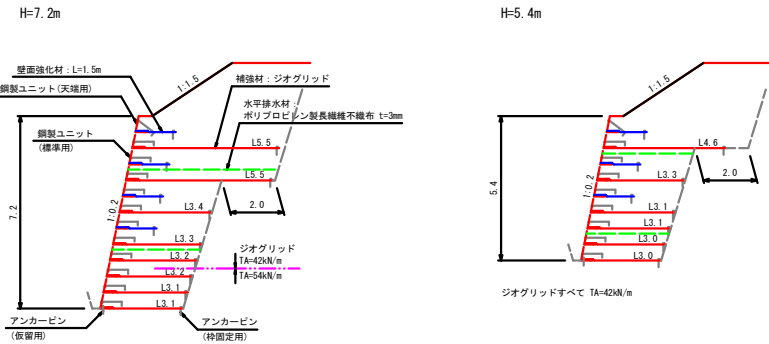 H=7.2m
壁面強化材：L=1.5m
鋼製ユニット(天端用)
1:1.5
補強材：ジオグリッド
水平排水材：
ポリプロピレン製長繊維不織布 t=3mm
鋼製ユニット
(標準用)
L5.5
L5.5
7.2
1:0.2
L3.4
2.0
L3.3
L3.2
L3.2
L3.1
L3.1
ジオグリッド
TA=42kN/m
TA=54kN/m
アンカーピン
(仮留用)
アンカーピン
(枠固定用)
H=5.4m
1:1.5
L4.6
5.4
1:0.2
L3.3
2.0
L3.1
L3.1
L3.0
L3.0
ジオグリッドすべて TA=42kN/m